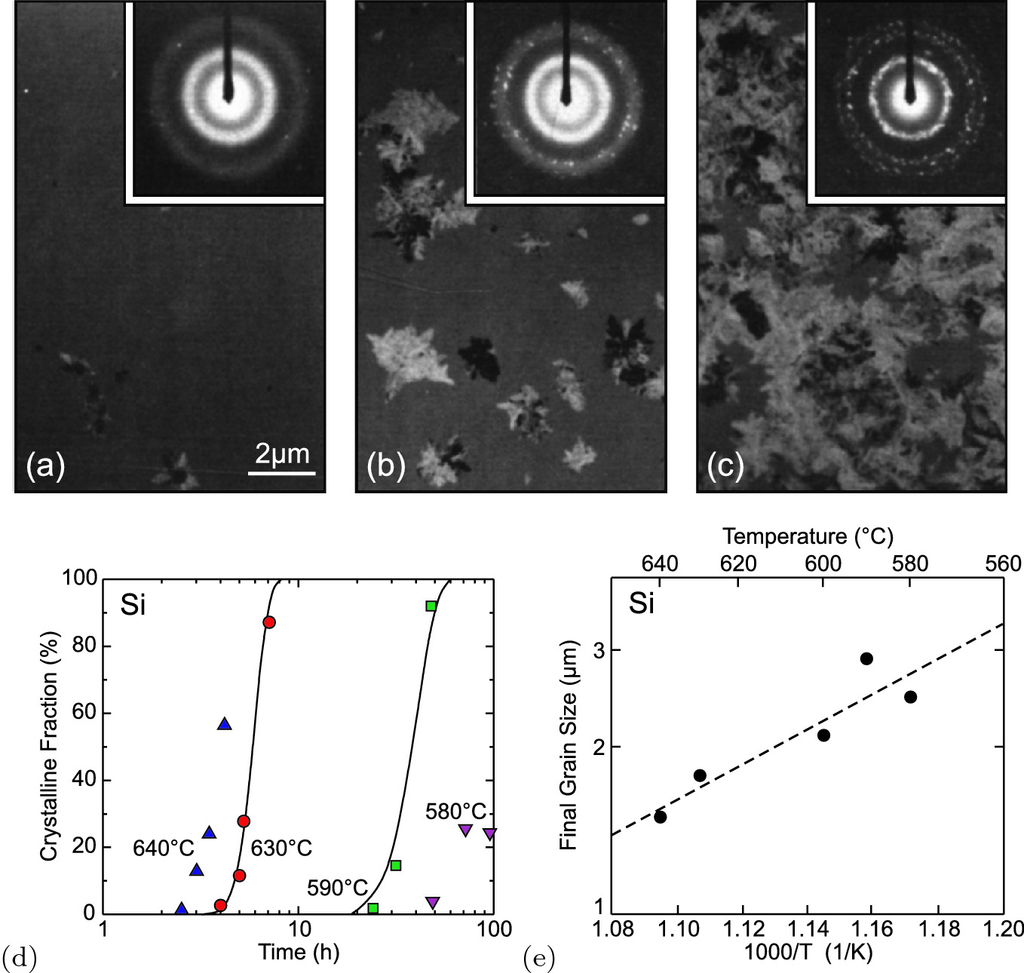 (a)
2μm
(b)
(c)
Si
Crystalline Fraction (%)
100
80
60
40
20
0
640°C
630°C
590°C
580°C
1
10
100
Time (h)
(d)
Temperature (°C)
640
620
600
580
560
Si
Final Grain Size (μm)
3
2
1
1.08
1.10
1.12
1.14
1.16
1.18
1.20
1000/T (1/K)
(e)